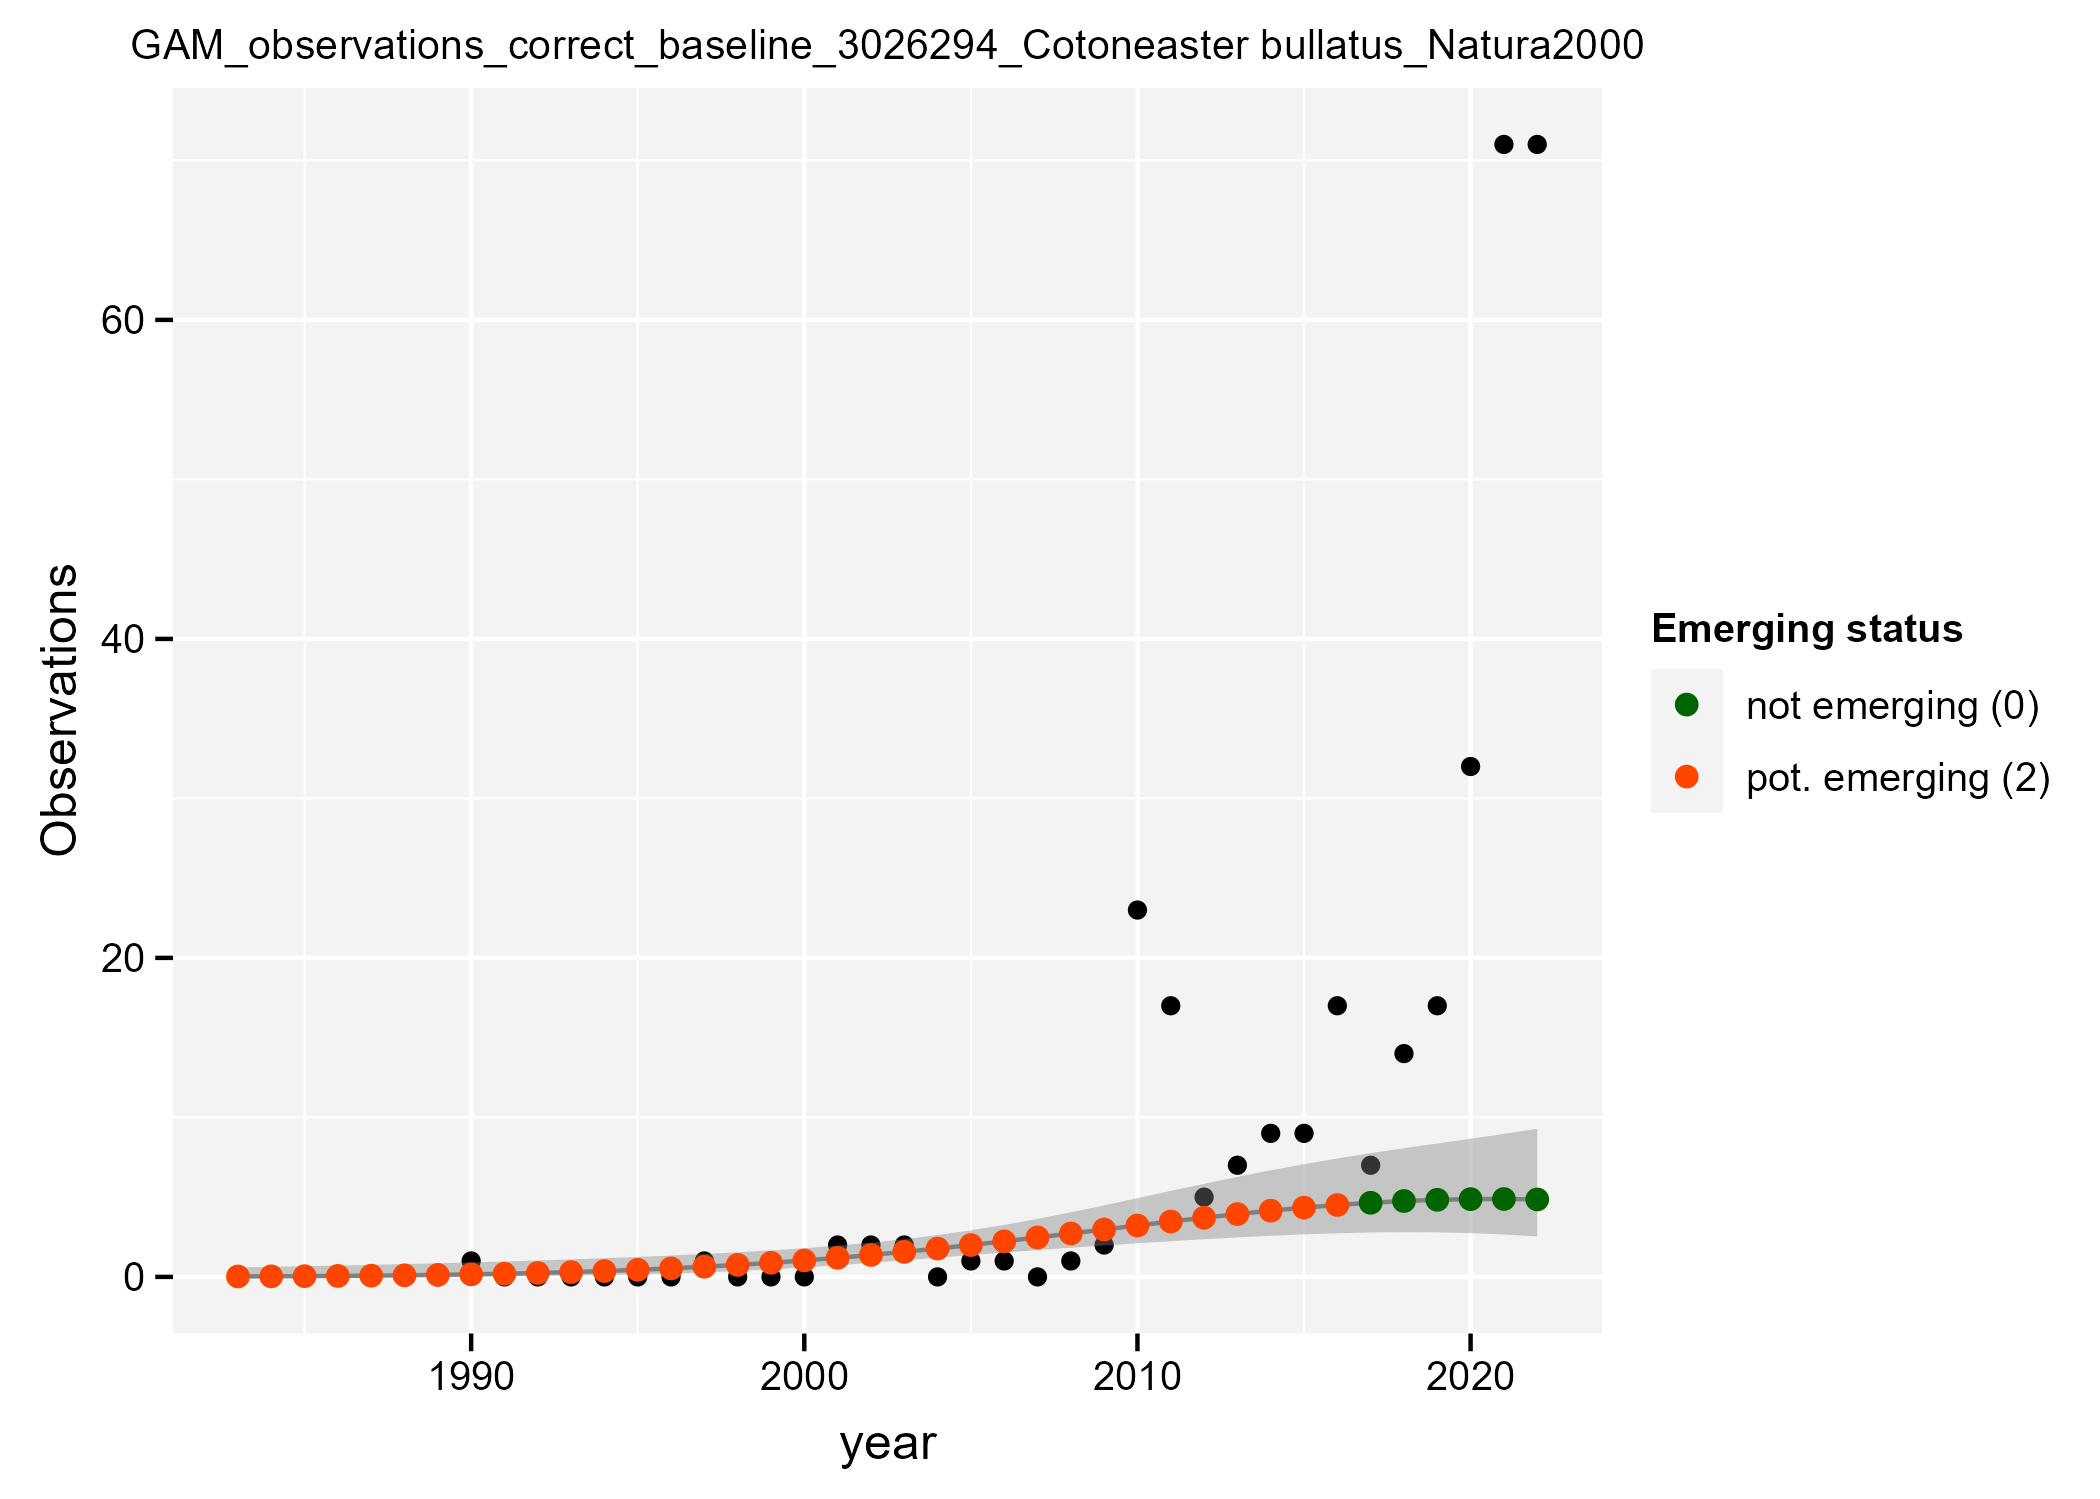 GAM_observations_correct_baseline_3026294_Cotoneaster bullatus_Natura2000
Observations
60
40
20
0
1990
2000
2010
2020
year
Emerging status
not emerging (0)
pot. emerging (2)